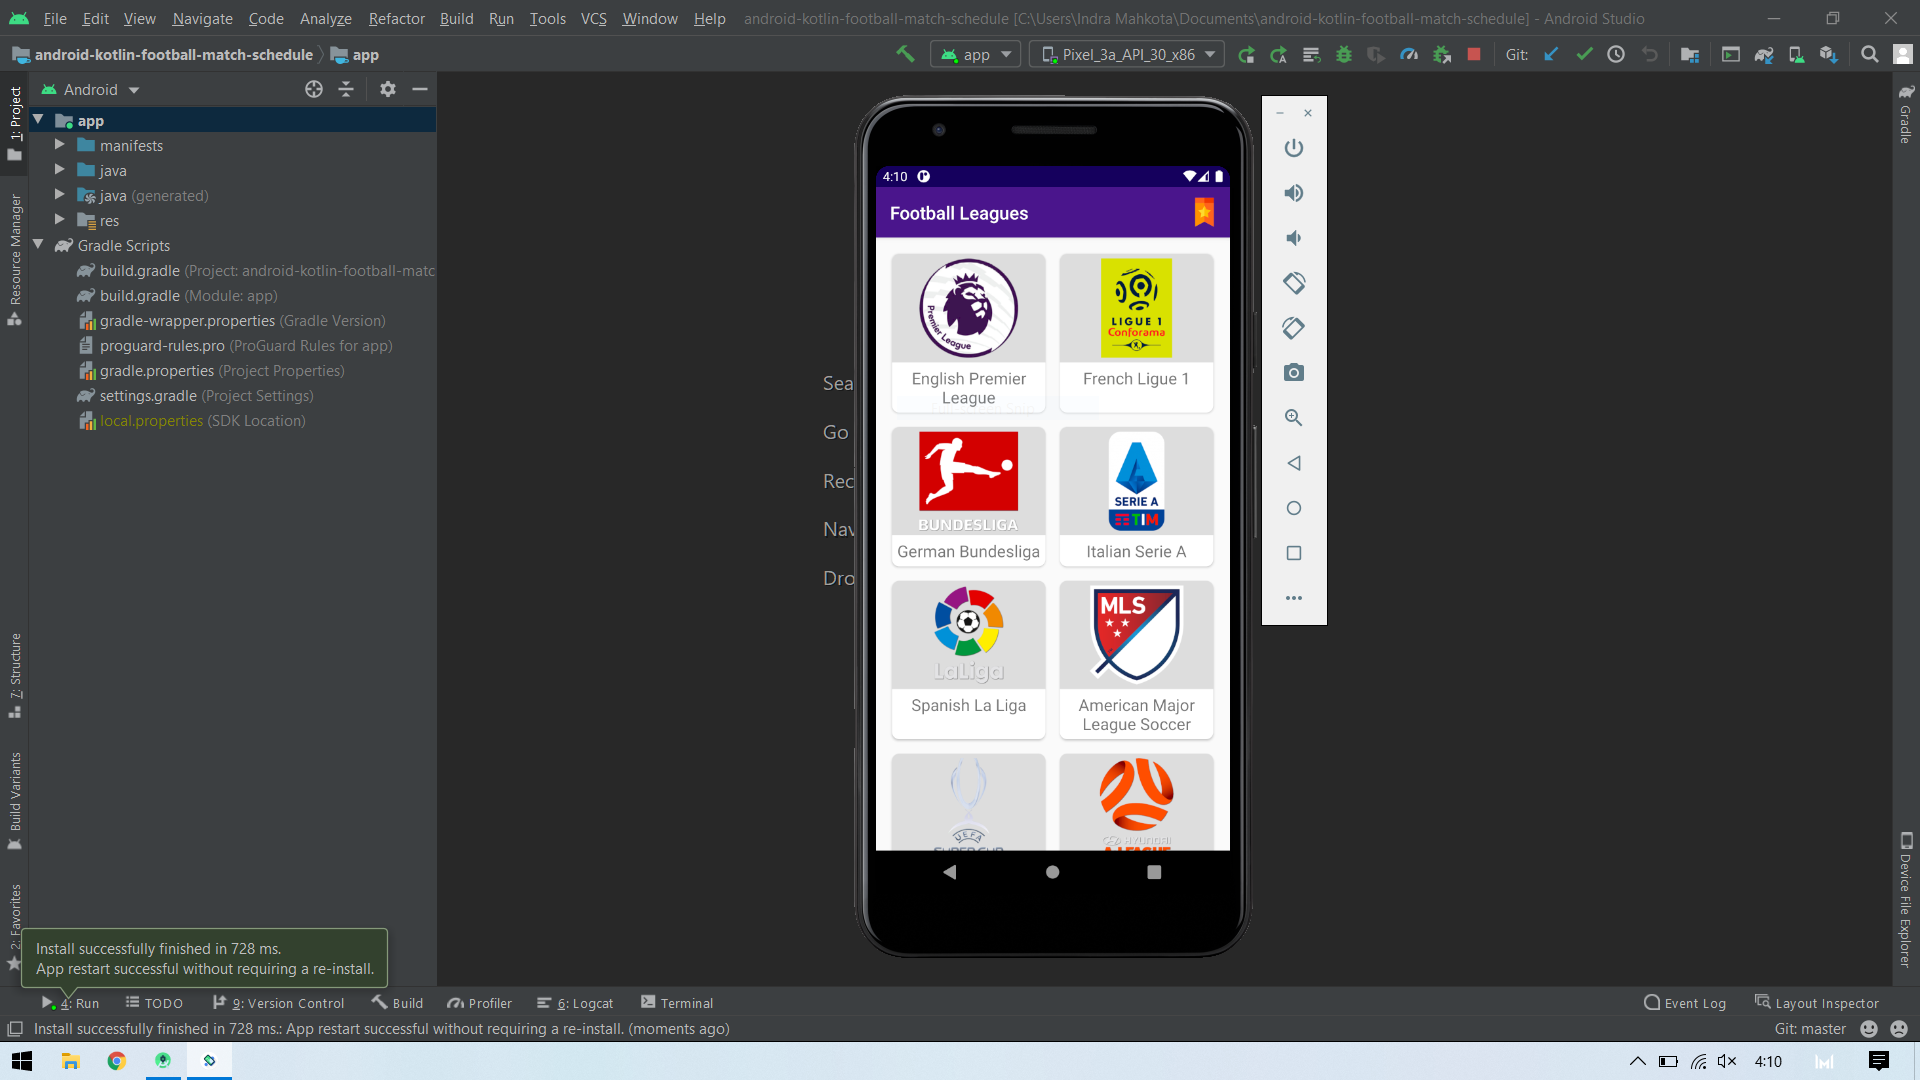 File Edit View Navigate Code Analyze Refactor Build Run Tools VCS Window Help android-kotlin-football-match-schedule [C:\Users\Indra Mahkota\Documents\android-kotlin-football-match-schedule] - Android Studio
android-kotlin-football-match-schedule app app Pixel_3a_API_30_x86 Git:
1: Project
Resource Manager
7: Structure
Build Variants
2: Favorites
Android
app
manifests
java
java (generated)
res
Gradle Scripts
build.gradle (Project: android-kotlin-football-matc
build.gradle (Module: app)
gradle-wrapper.properties (Gradle Version)
proguard-rules.pro (ProGuard Rules for app)
gradle.properties (Project Properties)
settings.gradle (Project Settings)
local.properties (SDK Location)
Sea
Go
Rec
Nav
Dro
4:10
Football Leagues
Premier League
English Premier
League
LIGUE 1
Conforama
French Ligue 1
BUNDESLIGA
German Bundesliga
SERIE A
TIM
Italian Serie A
LaLiga
Spanish La Liga
MLS
American Major
League Soccer
UEFA
SUPER CUP
HYUNDAI
A-LEAGUE
Gradle
Device File Explorer
Install successfully finished in 728 ms.
App restart successful without requiring a re-install.
4: Run TODO 9: Version Control Build Profiler 6: Logcat Terminal Event Log Layout Inspector
Install successfully finished in 728 ms.: App restart successful without requiring a re-install. (moments ago) Git: master
4:10